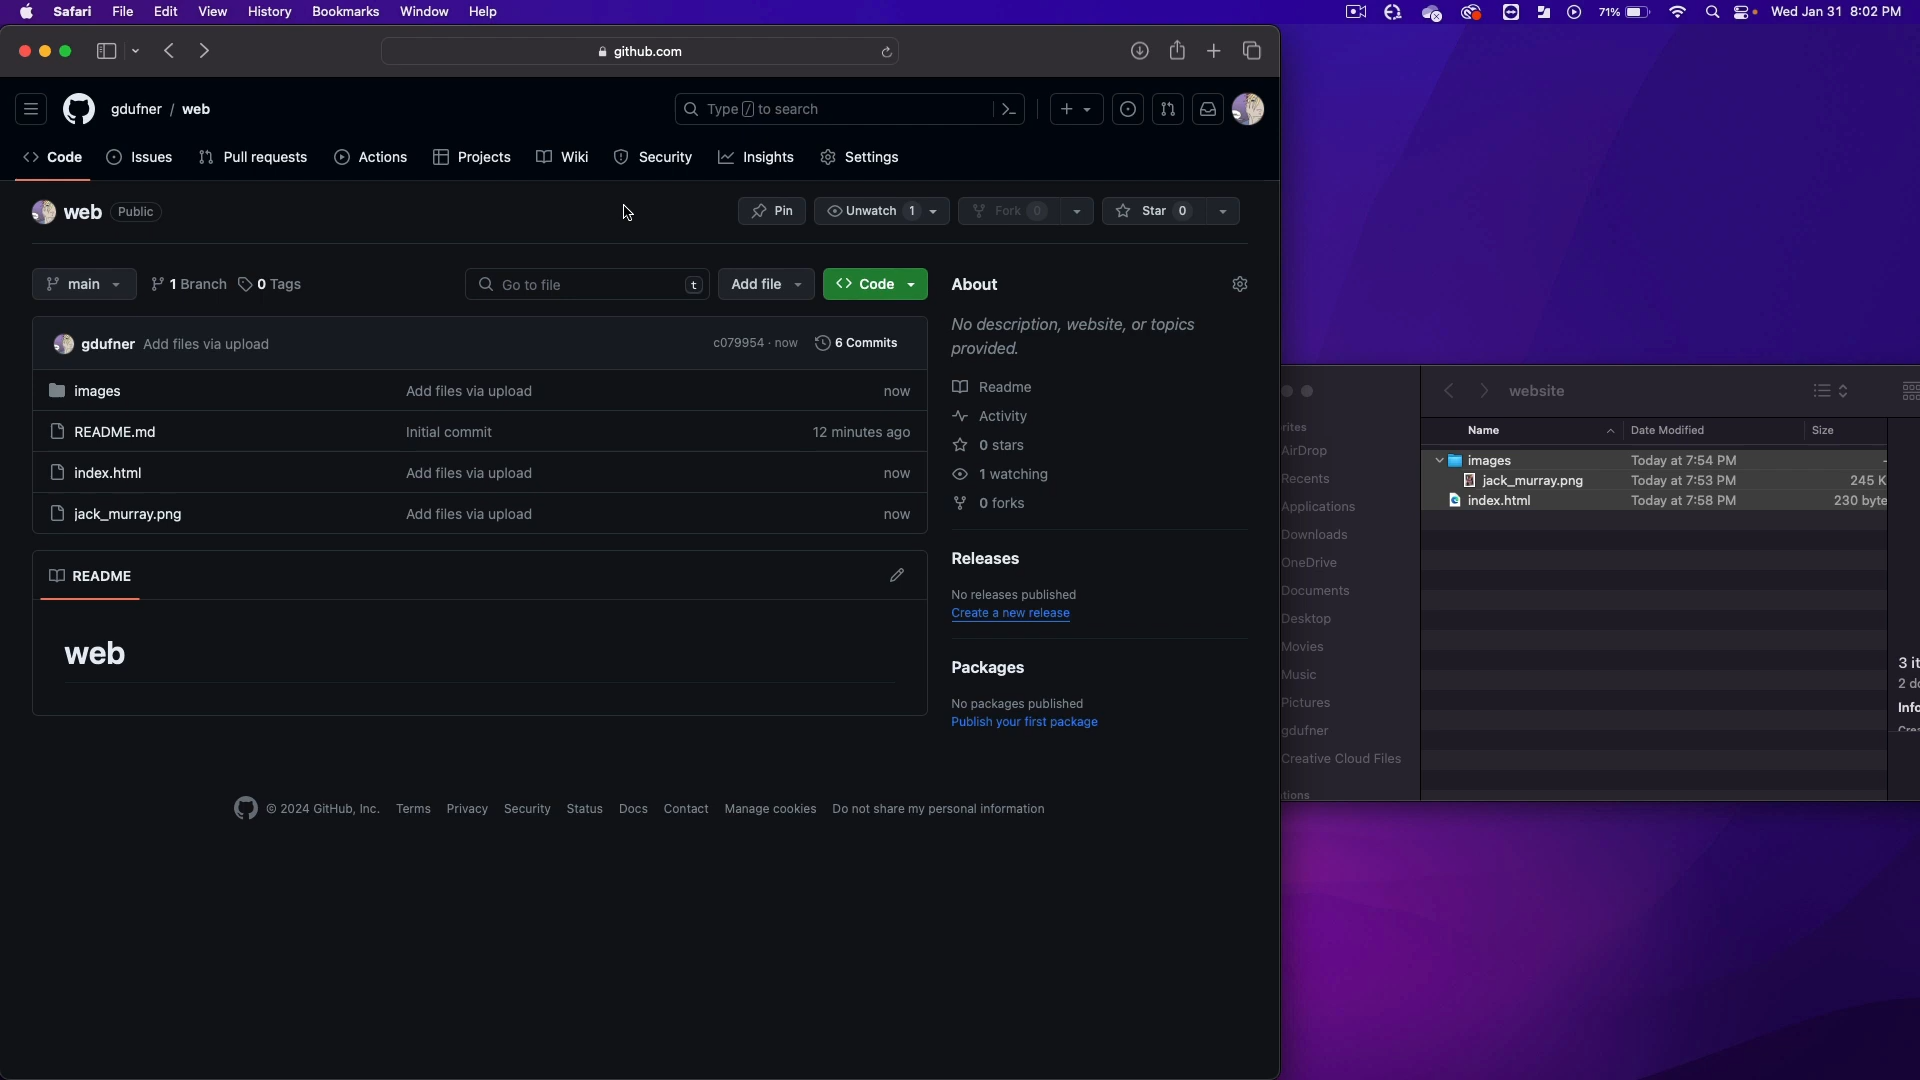 Safari File Edit View History Bookmarks Window Help 71% Wed Jan 31 8:02 PM
github.com
gdufner / web Type / to search
Code Issues Pull requests Actions Projects Wiki Security Insights Settings
web Public Pin Unwatch 1 Fork 0 Star 0
main 1 Branch 0 Tags Go to file t Add file Code
gdufner Add files via upload c079954 · now 6 Commits
images Add files via upload now
README.md Initial commit 12 minutes ago
index.html Add files via upload now
jack_murray.png Add files via upload now
README
web
About
No description, website, or topics
provided.
Readme
Activity
0 stars
1 watching
0 forks
Releases
No releases published
Create a new release
Packages
No packages published
Publish your first package
© 2024 GitHub, Inc. Terms Privacy Security Status Docs Contact Manage cookies Do not share my personal information
website
Name Date Modified Size
images Today at 7:54 PM -
jack_murray.png Today at 7:53 PM 245 K
index.html Today at 7:58 PM 230 byte
rites
AirDrop
Recents
Applications
Downloads
OneDrive
Documents
Desktop
Movies
Music
Pictures
gdufner
Creative Cloud Files
tions
3 it
2 do
Info